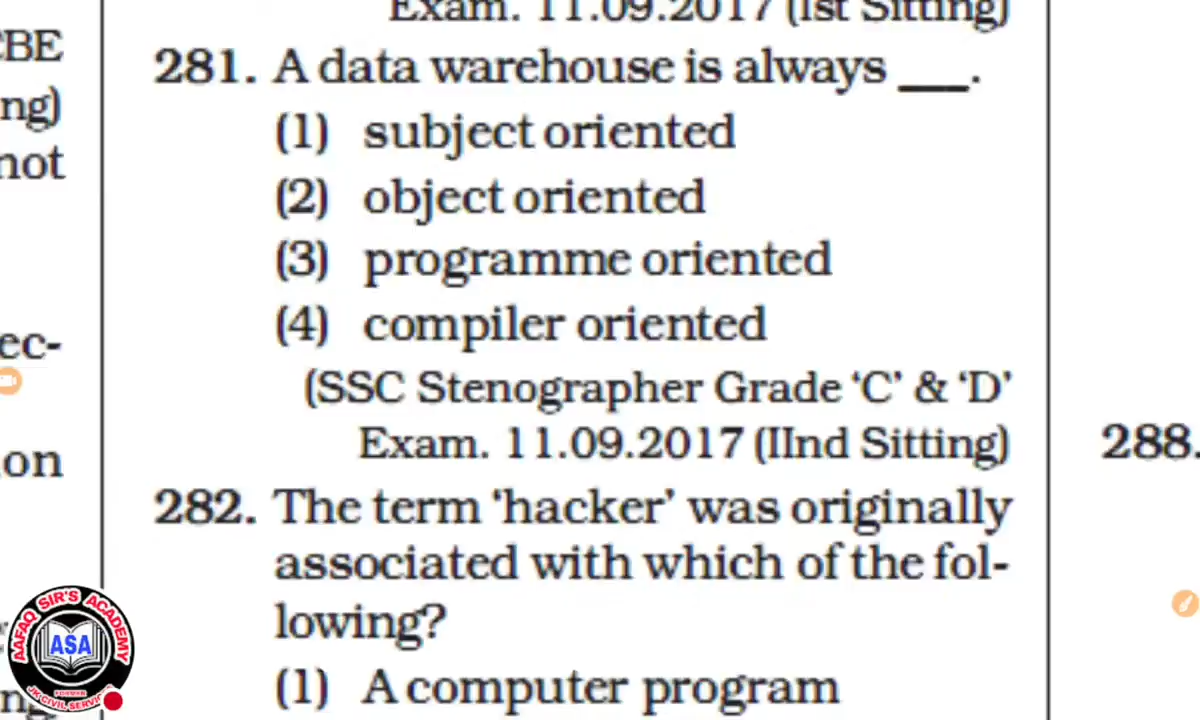 Exam. 11.09.2017 (Ist Sitting)
281. A data warehouse is always ___.
(1) subject oriented
(2) object oriented
(3) programme oriented
(4) compiler oriented
(SSC Stenographer Grade ‘C’ & ‘D’
Exam. 11.09.2017 (IInd Sitting)
282. The term ‘hacker’ was originally
associated with which of the fol-
lowing?
(1) A computer program
CBE
ng)
not
ec-
on
288.
AAFAQ SIR'S ACADEMY
ASA